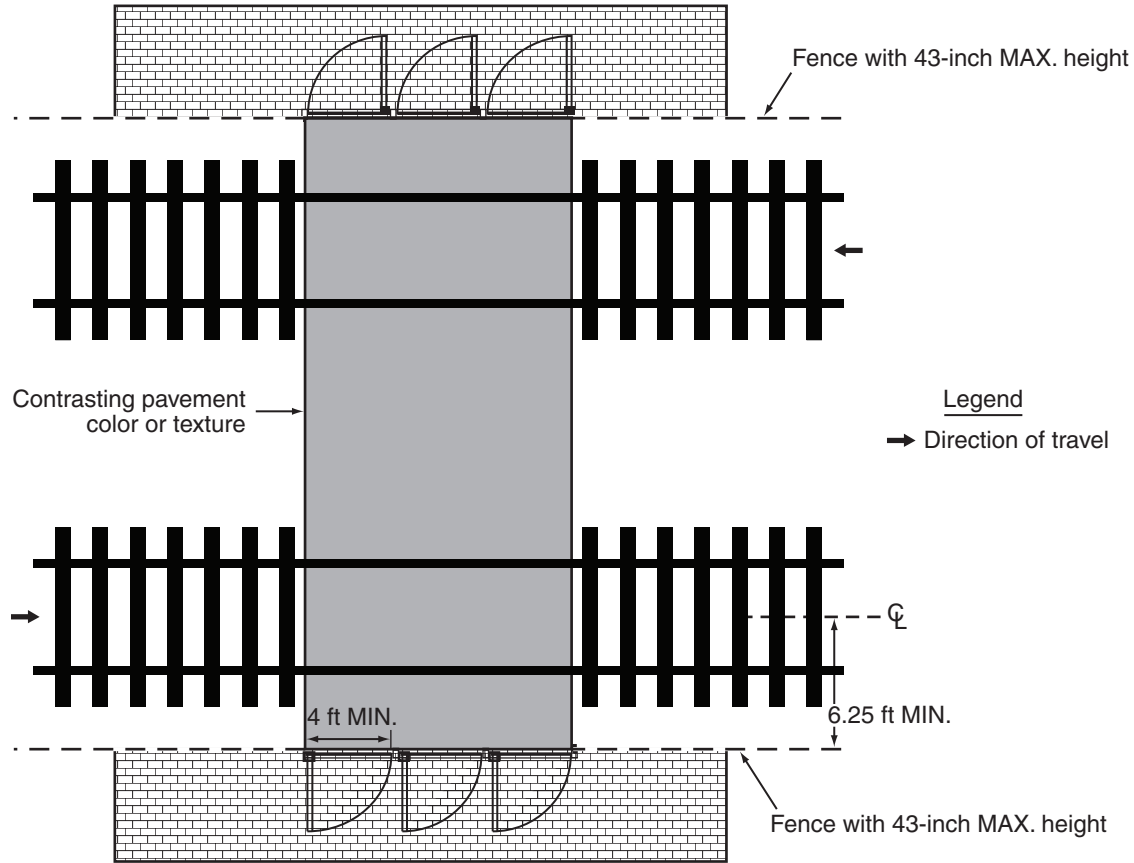 Fence with 43-inch MAX. height
Contrasting pavement
color or texture
Legend
Direction of travel
℄
4 ft MIN.
6.25 ft MIN.
Fence with 43-inch MAX. height